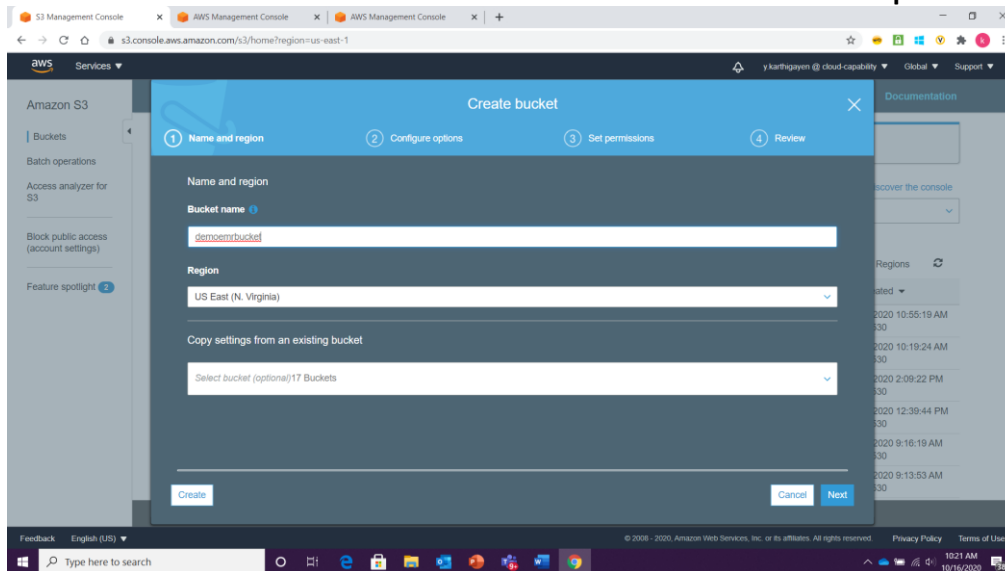 S3 Management Console
AWS Management Console
AWS Management Console
s3.console.aws.amazon.com/s3/home?region=us-east-1
aws Services
y.karthigayen @ cloud-capability Global Support
Amazon S3
Buckets
Batch operations
Access analyzer for
S3
Block public access
(account settings)
Feature spotlight 2
Create bucket
Documentation
1 Name and region
2 Configure options
3 Set permissions
4 Review
Name and region
Bucket name
demoemrbucket
Region
US East (N. Virginia)
Copy settings from an existing bucket
Select bucket (optional)17 Buckets
Create
Cancel Next
iscover the console
Regions
ated
2020 10:55:19 AM
530
2020 10:19:24 AM
530
2020 2:09:22 PM
530
2020 12:39:44 PM
530
2020 9:16:19 AM
530
2020 9:13:53 AM
530
Feedback English (US)
© 2008 - 2020, Amazon Web Services, Inc. or its affiliates. All rights reserved. Privacy Policy Terms of Use
Type here to search
10:21 AM
10/16/2020